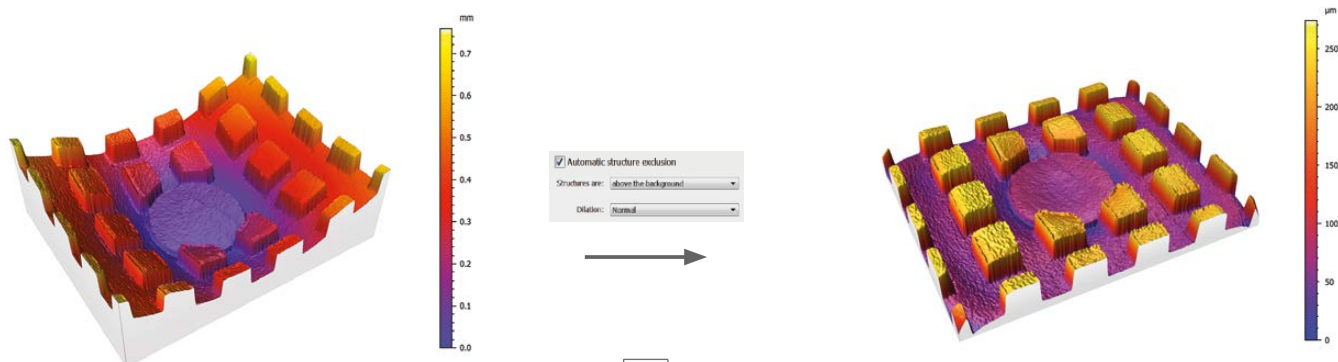 mm
0.7
0.6
0.5
0.4
0.3
0.2
0.1
0.0
Automatic structure exclusion
Structures are: above the background
Dilation: Normal
µm
250
200
150
100
50
0